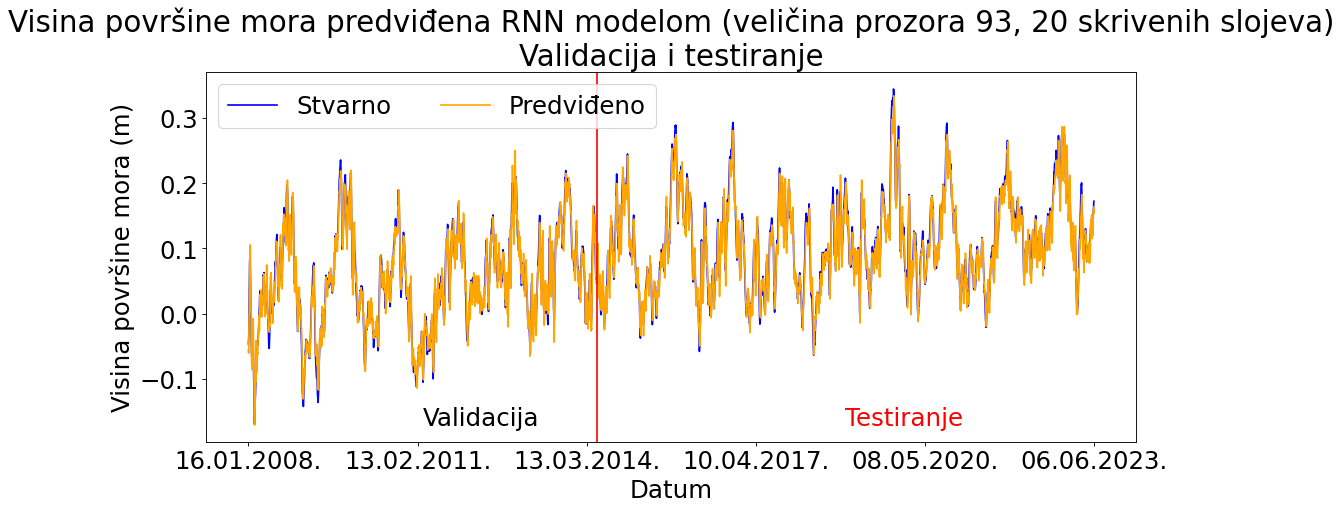 Visina površine mora predviđena RNN modelom (veličina prozora 93, 20 skrivenih slojeva)
Validacija i testiranje
Stvarno
Predviđeno
Visina površine mora (m)
0.3
0.2
0.1
0.0
−0.1
Validacija
Testiranje
16.01.2008.
13.02.2011.
13.03.2014.
10.04.2017.
08.05.2020.
06.06.2023.
Datum